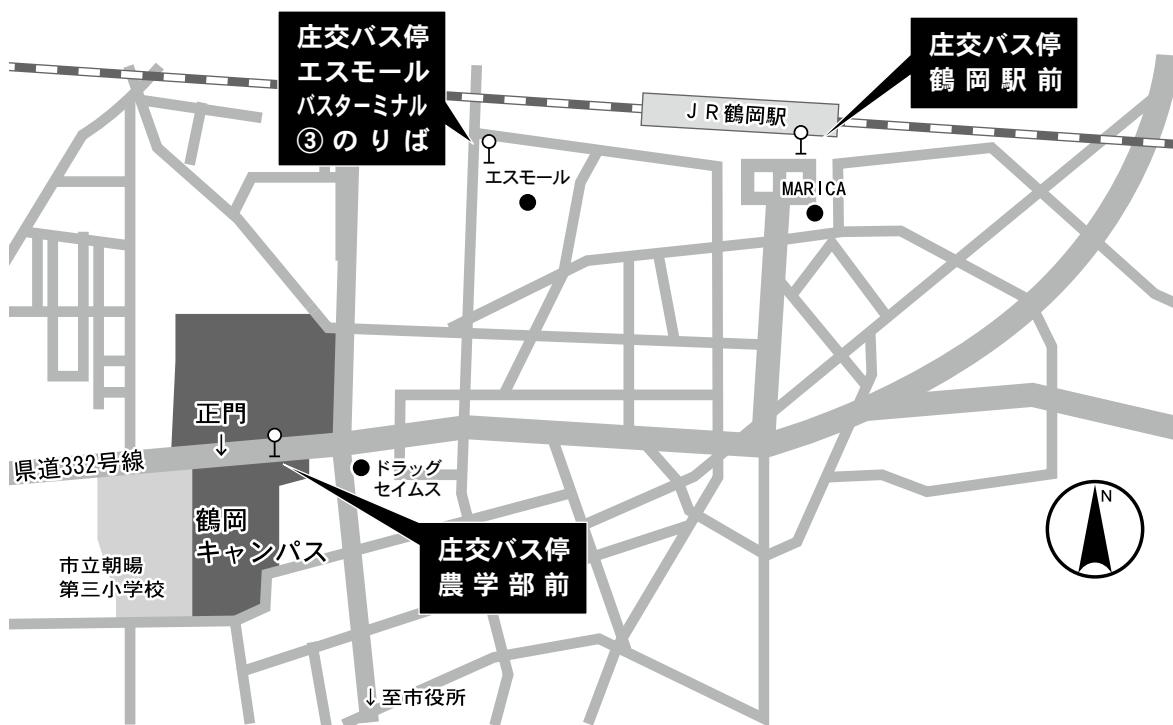 庄交バス停
エスモール
バスターミナル
③のりば
庄交バス停
鶴岡駅前
JR鶴岡駅
エスモール
MARICA
正門
↓
県道332号線
ドラッグ
セイムス
鶴岡
キャンパス
市立朝暘
第三小学校
庄交バス停
農学部前
N
↓至市役所